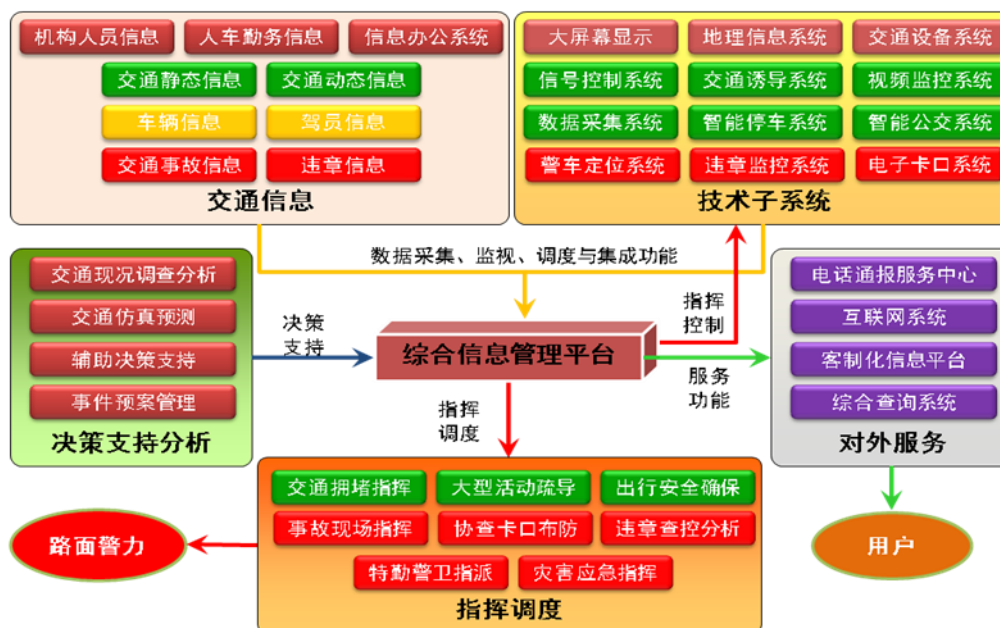 机构人员信息
人车勤务信息
信息办公系统
交通静态信息
交通动态信息
车辆信息
驾员信息
交通事故信息
违章信息
交通信息
大屏幕显示
地理信息系统
交通设备系统
信号控制系统
交通诱导系统
视频监控系统
数据采集系统
智能停车系统
智能公交系统
警车定位系统
违章监控系统
电子卡口系统
技术子系统
数据采集、监视、调度与集成功能
交通现况调查分析
交通仿真预测
辅助决策支持
事件预案管理
决策支持分析
决策
支持
综合信息管理平台
指挥
控制
服务
功能
电话通报服务中心
互联网系统
客制化信息平台
综合查询系统
对外服务
指挥
调度
交通拥堵指挥
大型活动疏导
出行安全确保
事故现场指挥
协查卡口布防
违章查控分析
特勤警卫指派
灾害应急指挥
指挥调度
路面警力
用户